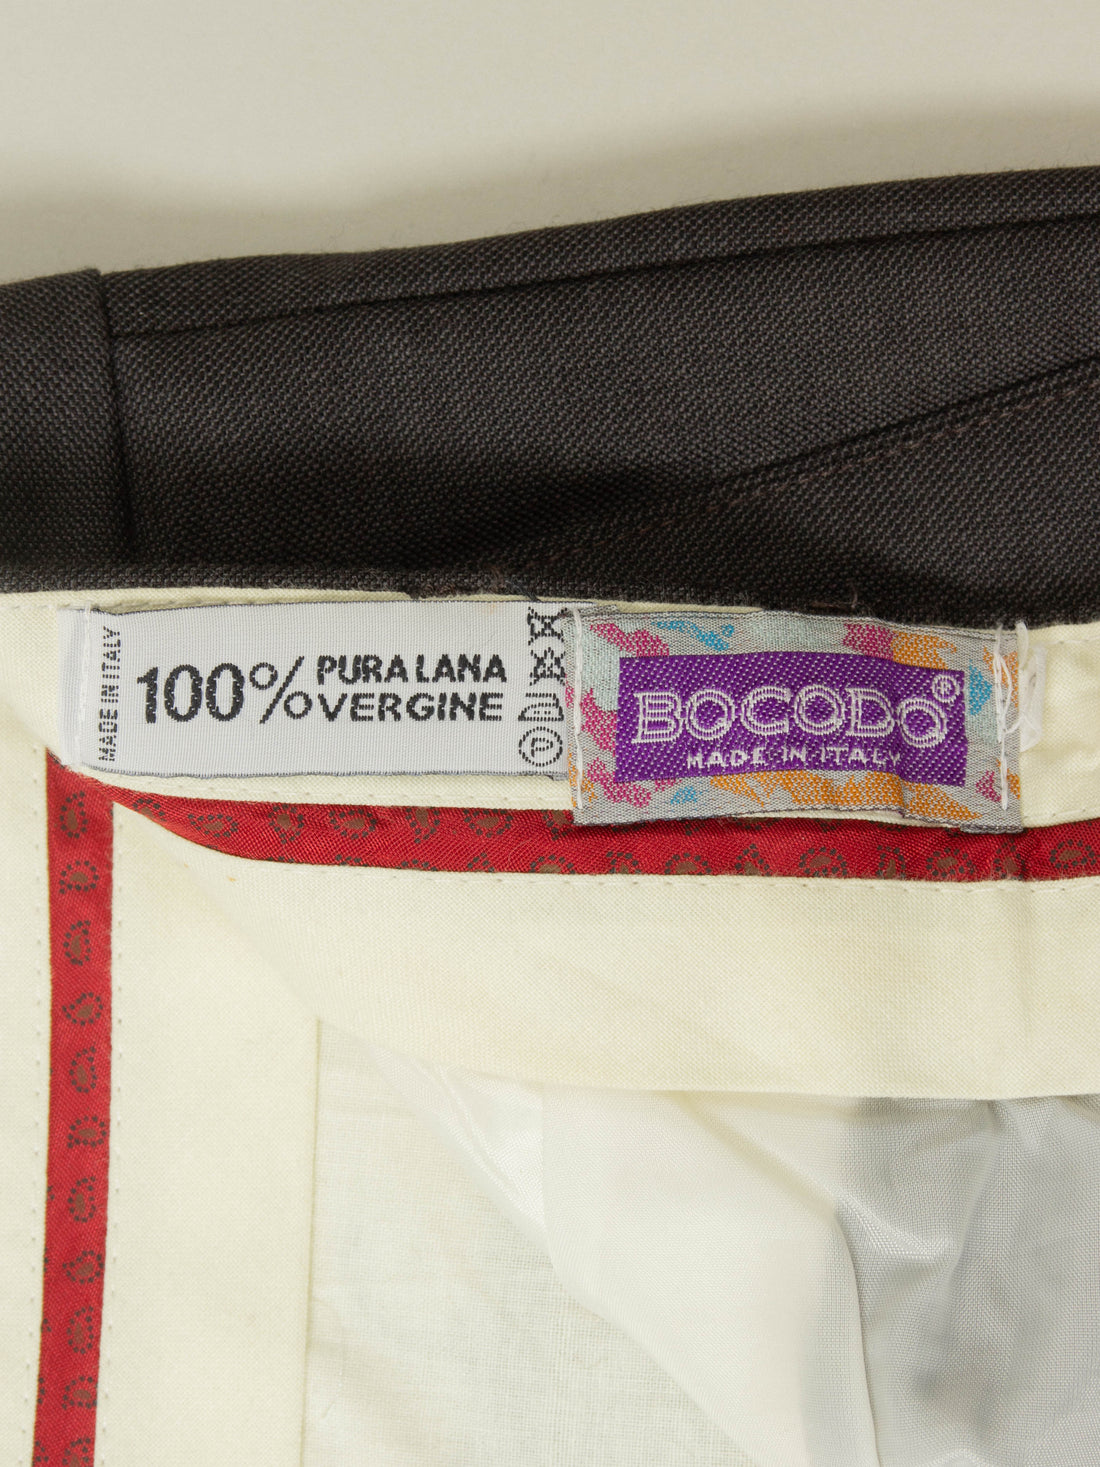 MADE IN ITALY
100% PURA LANA
VERGINE
P
BOCODO®
MADE·IN·ITALY